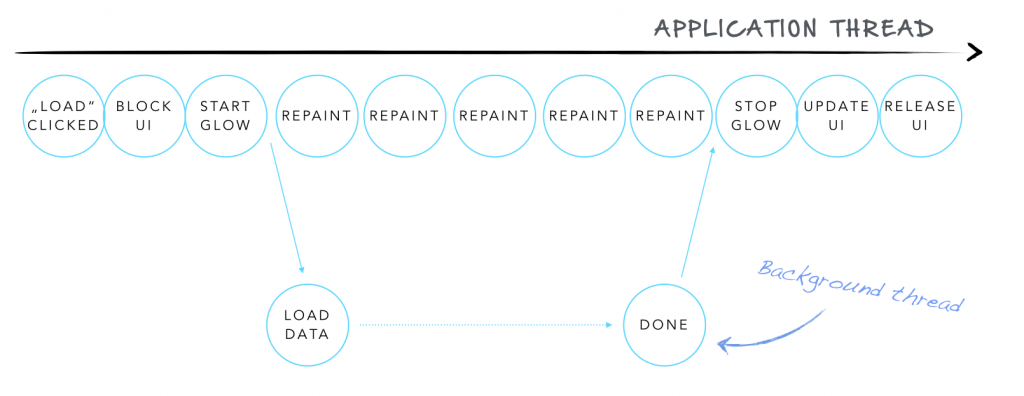 APPLICATION THREAD
„LOAD“
CLICKED
BLOCK
UI
START
GLOW
REPAINT
REPAINT
REPAINT
REPAINT
REPAINT
STOP
GLOW
UPDATE
UI
RELEASE
UI
LOAD
DATA
DONE
Background thread